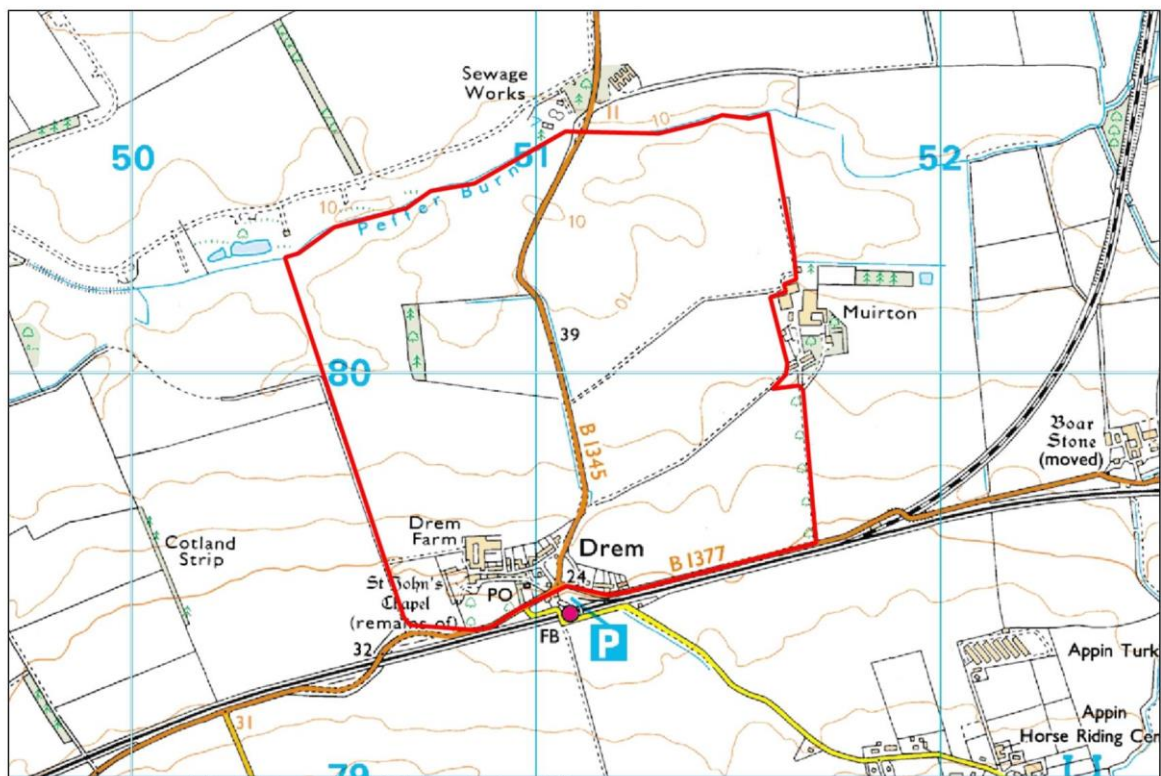 Sewage
Works
11
10
50
51
52
Peffer Burn
10
10
10
39
Muirton
80
B 1345
Boar
Stone
(moved)
Drem
Farm
Drem
Cotland
Strip
B 1377
St John's
Chapel
(remains of)
PO
24
32
FB
P
Appin Turk
31
Appin
Horse Riding Cen
79